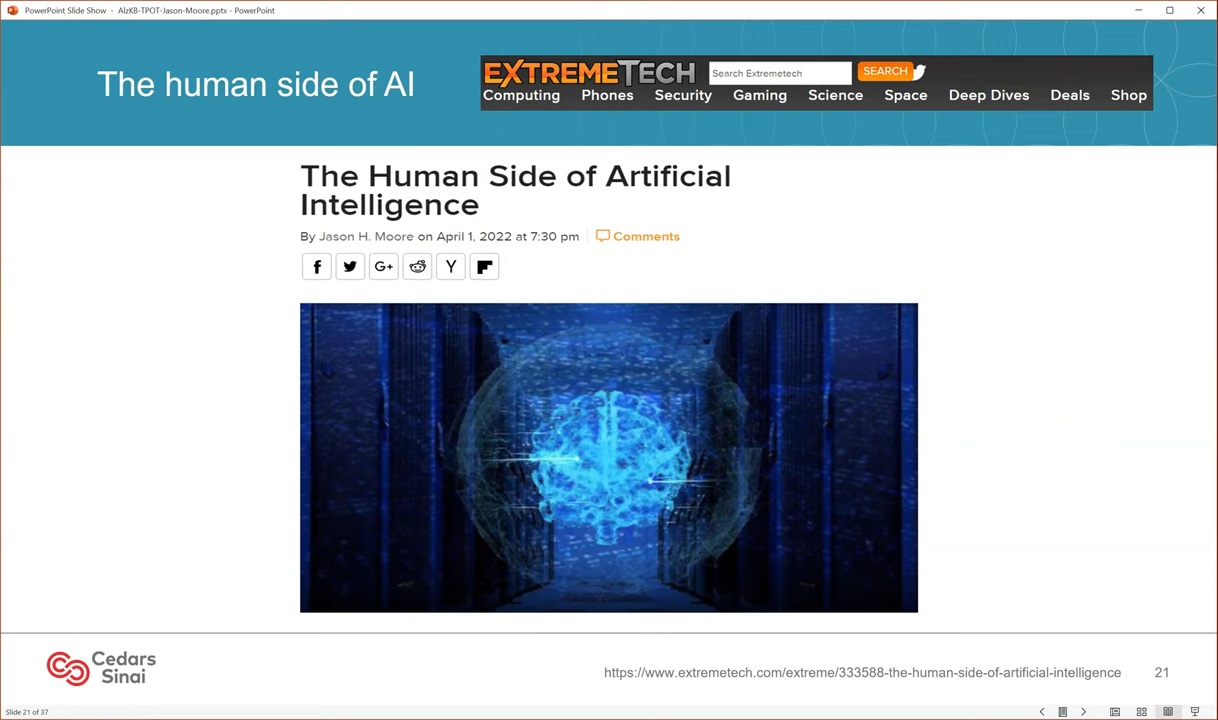 PowerPoint Slide Show - AlzKB-TPOT-Jason-Moore.pptx - PowerPoint
The human side of AI
EXTREMETECH
Search Extremetech
SEARCH
Computing Phones Security Gaming Science Space Deep Dives Deals Shop
The Human Side of Artificial
Intelligence
By Jason H. Moore on April 1, 2022 at 7:30 pm
Comments
f G+ Y
Cedars
Sinai
https://www.extremetech.com/extreme/333588-the-human-side-of-artificial-intelligence
21
Slide 21 of 37